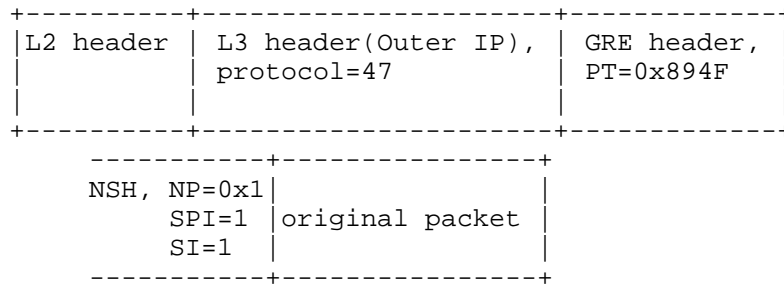 +----------+----------------------+--------------
|L2 header | L3 header(Outer IP), | GRE header,
|          | protocol=47          | PT=0x894F
|          |                      |
+----------+----------------------+--------------
     -----------+----------------+
     NSH, NP=0x1|                |
          SPI=1 |original packet |
          SI=1  |                |
     -----------+----------------+